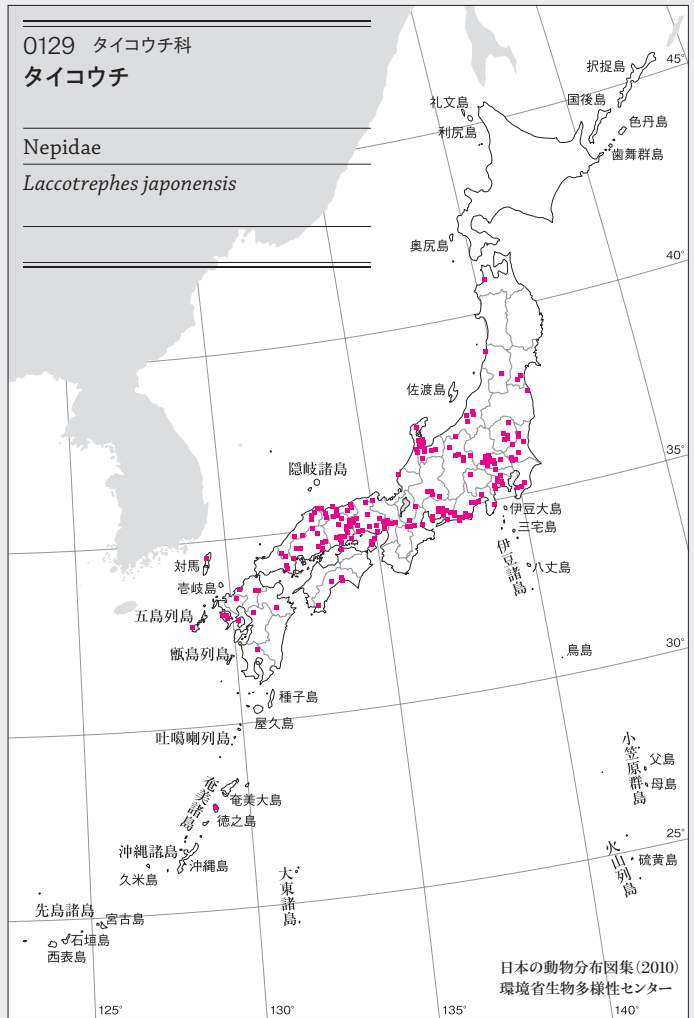 0129 タイコウチ科
タイコウチ
Nepidae
Laccotrephes japonensis
択捉島
45°
国後島
礼文島
色丹島
利尻島
歯舞群島
奥尻島
40°
佐渡島
35°
隠岐諸島
伊豆大島
三宅島
伊豆諸島
八丈島
対馬
壱岐島
五島列島
甑島列島
鳥島
30°
種子島
屋久島
吐噶喇列島
小笠原群島
父島
母島
奄美諸島
奄美大島
徳之島
25°
沖縄諸島
沖縄島
久米島
火山列島
硫黄島
大東諸島
先島諸島
宮古島
石垣島
西表島
日本の動物分布図集(2010)
環境省生物多様性センター
125°
130°
135°
140°